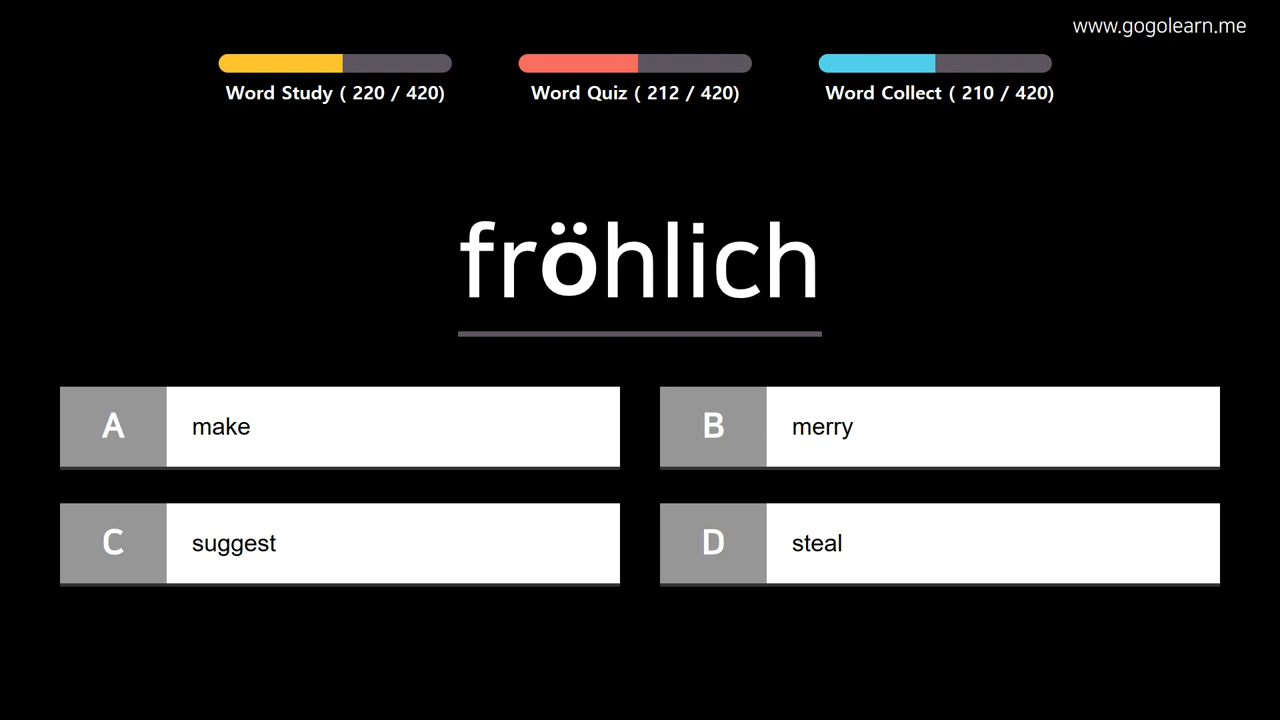 www.gogolearn.me
Word Study ( 220 / 420)
Word Quiz ( 212 / 420)
Word Collect ( 210 / 420)
fröhlich
A make
B merry
C suggest
D steal